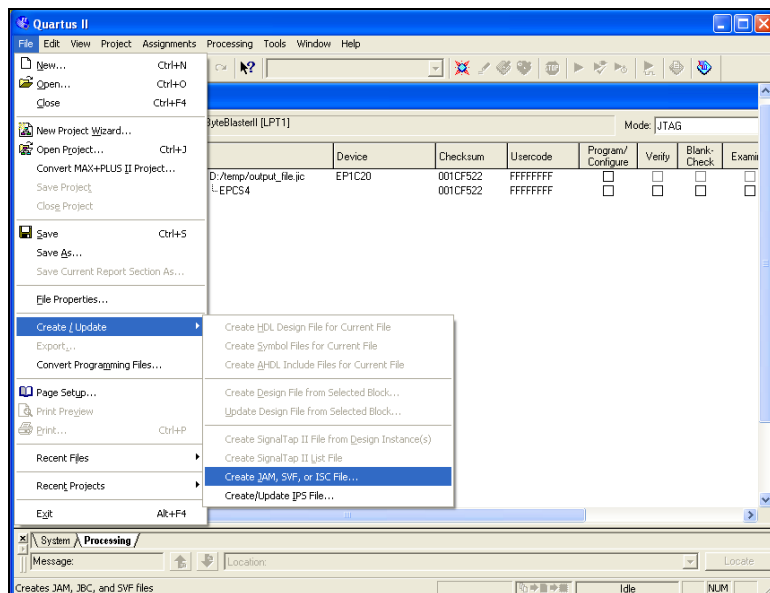 Quartus II
File Edit View Project Assignments Processing Tools Window Help
New... Ctrl+N
Open... Ctrl+O
Close Ctrl+F4
New Project Wizard...
Open Project... Ctrl+J
Convert MAX+PLUS II Project...
Save Project
Close Project
Save Ctrl+S
Save As...
Save Current Report Section As...
File Properties...
Create / Update
Export...
Convert Programming Files...
Page Setup...
Print Preview
Print... Ctrl+P
Recent Files
Recent Projects
Exit Alt+F4
ByteBlasterII [LPT1] Mode: JTAG
Device Checksum Usercode Program/Configure Verify Blank-Check Exami
D:/temp/output_file.jic EP1C20 001CF522 FFFFFFFF
EPCS4 001CF522 FFFFFFFF
Create HDL Design File for Current File
Create Symbol Files for Current File
Create AHDL Include Files for Current File
Create Design File from Selected Block...
Update Design File from Selected Block...
Create SignalTap II File from Design Instance(s)
Create SignalTap II List File
Create JAM, SVF, or ISC File...
Create/Update IPS File...
System Processing
Message: Location: Locate
Creates JAM, JBC, and SVF files Idle NUM